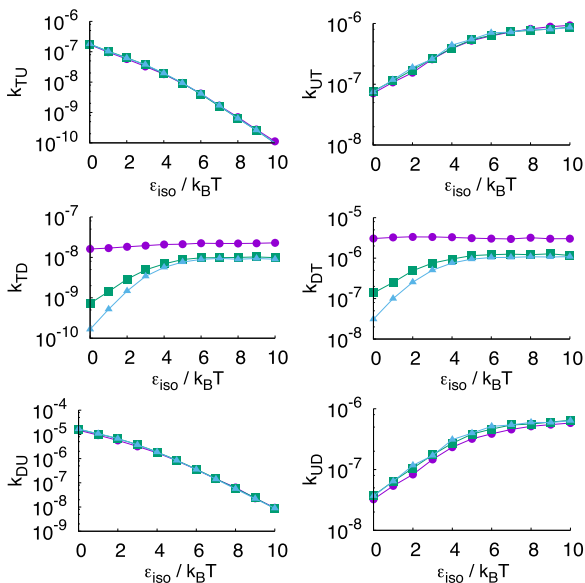 10^-6
10^-7
10^-8
10^-9
10^-10
k_TU
0 2 4 6 8 10
ε_iso / k_BT
10^-6
10^-7
10^-8
k_UT
0 2 4 6 8 10
ε_iso / k_BT
10^-7
10^-8
10^-9
10^-10
k_TD
0 2 4 6 8 10
ε_iso / k_BT
10^-5
10^-6
10^-7
10^-8
k_DT
0 2 4 6 8 10
ε_iso / k_BT
10^-4
10^-5
10^-6
10^-7
10^-8
10^-9
k_DU
0 2 4 6 8 10
ε_iso / k_BT
10^-6
10^-7
10^-8
k_UD
0 2 4 6 8 10
ε_iso / k_BT